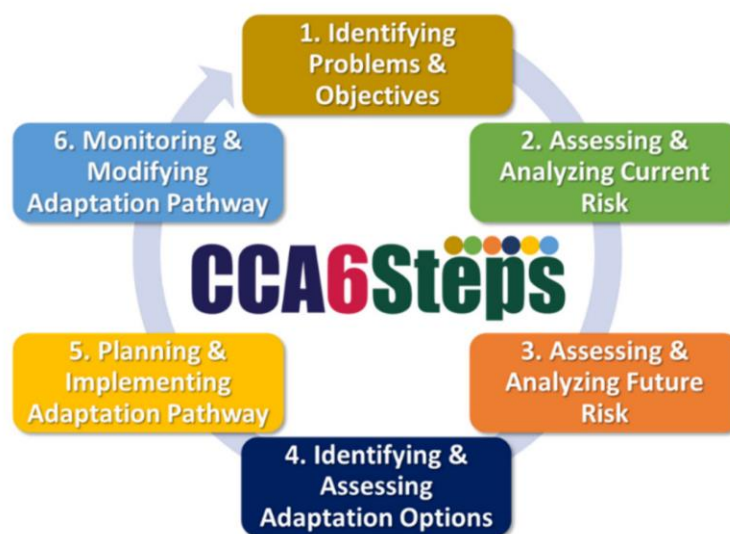 1. Identifying
Problems &
Objectives
2. Assessing &
Analyzing Current
Risk
3. Assessing &
Analyzing Future
Risk
4. Identifying &
Assessing
Adaptation Options
5. Planning &
Implementing
Adaptation Pathway
6. Monitoring &
Modifying
Adaptation Pathway
CCA6Steps